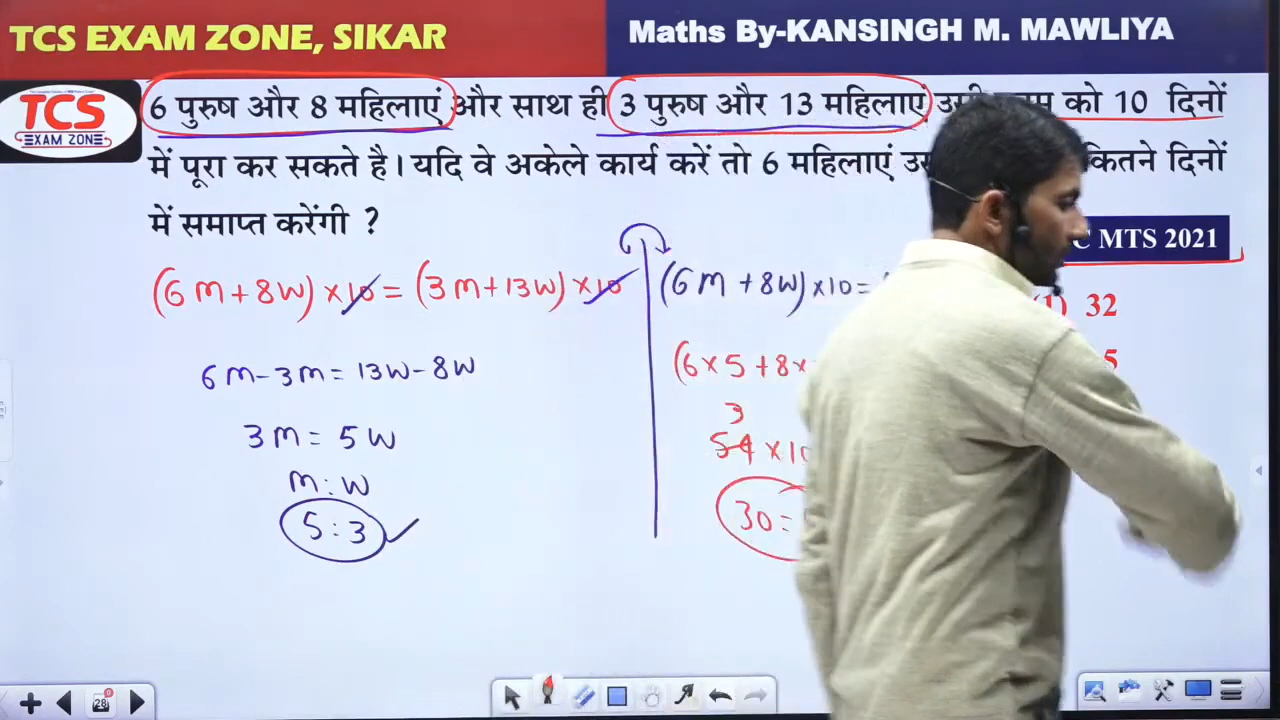 TCS EXAM ZONE, SIKAR
Maths By-KANSINGH M. MAWLIYA
TCS
EXAM ZONE
6 पुरुष और 8 महिलाएं और साथ ही 3 पुरुष और 13 महिलाएं को 10 दिनों
में पूरा कर सकते है। यदि वे अकेले कार्य करें तो 6 महिलाएं कितने दिनों
में समाप्त करेंगी ?
MTS 2021
(6M+8W)×10=(3M+13W)×10
(6M+8W)×10=
(1) 32
6M-3M=13W-8W
(6×5+8×
5
3M=5W
3
54×10
M:W
5:3
30=
28